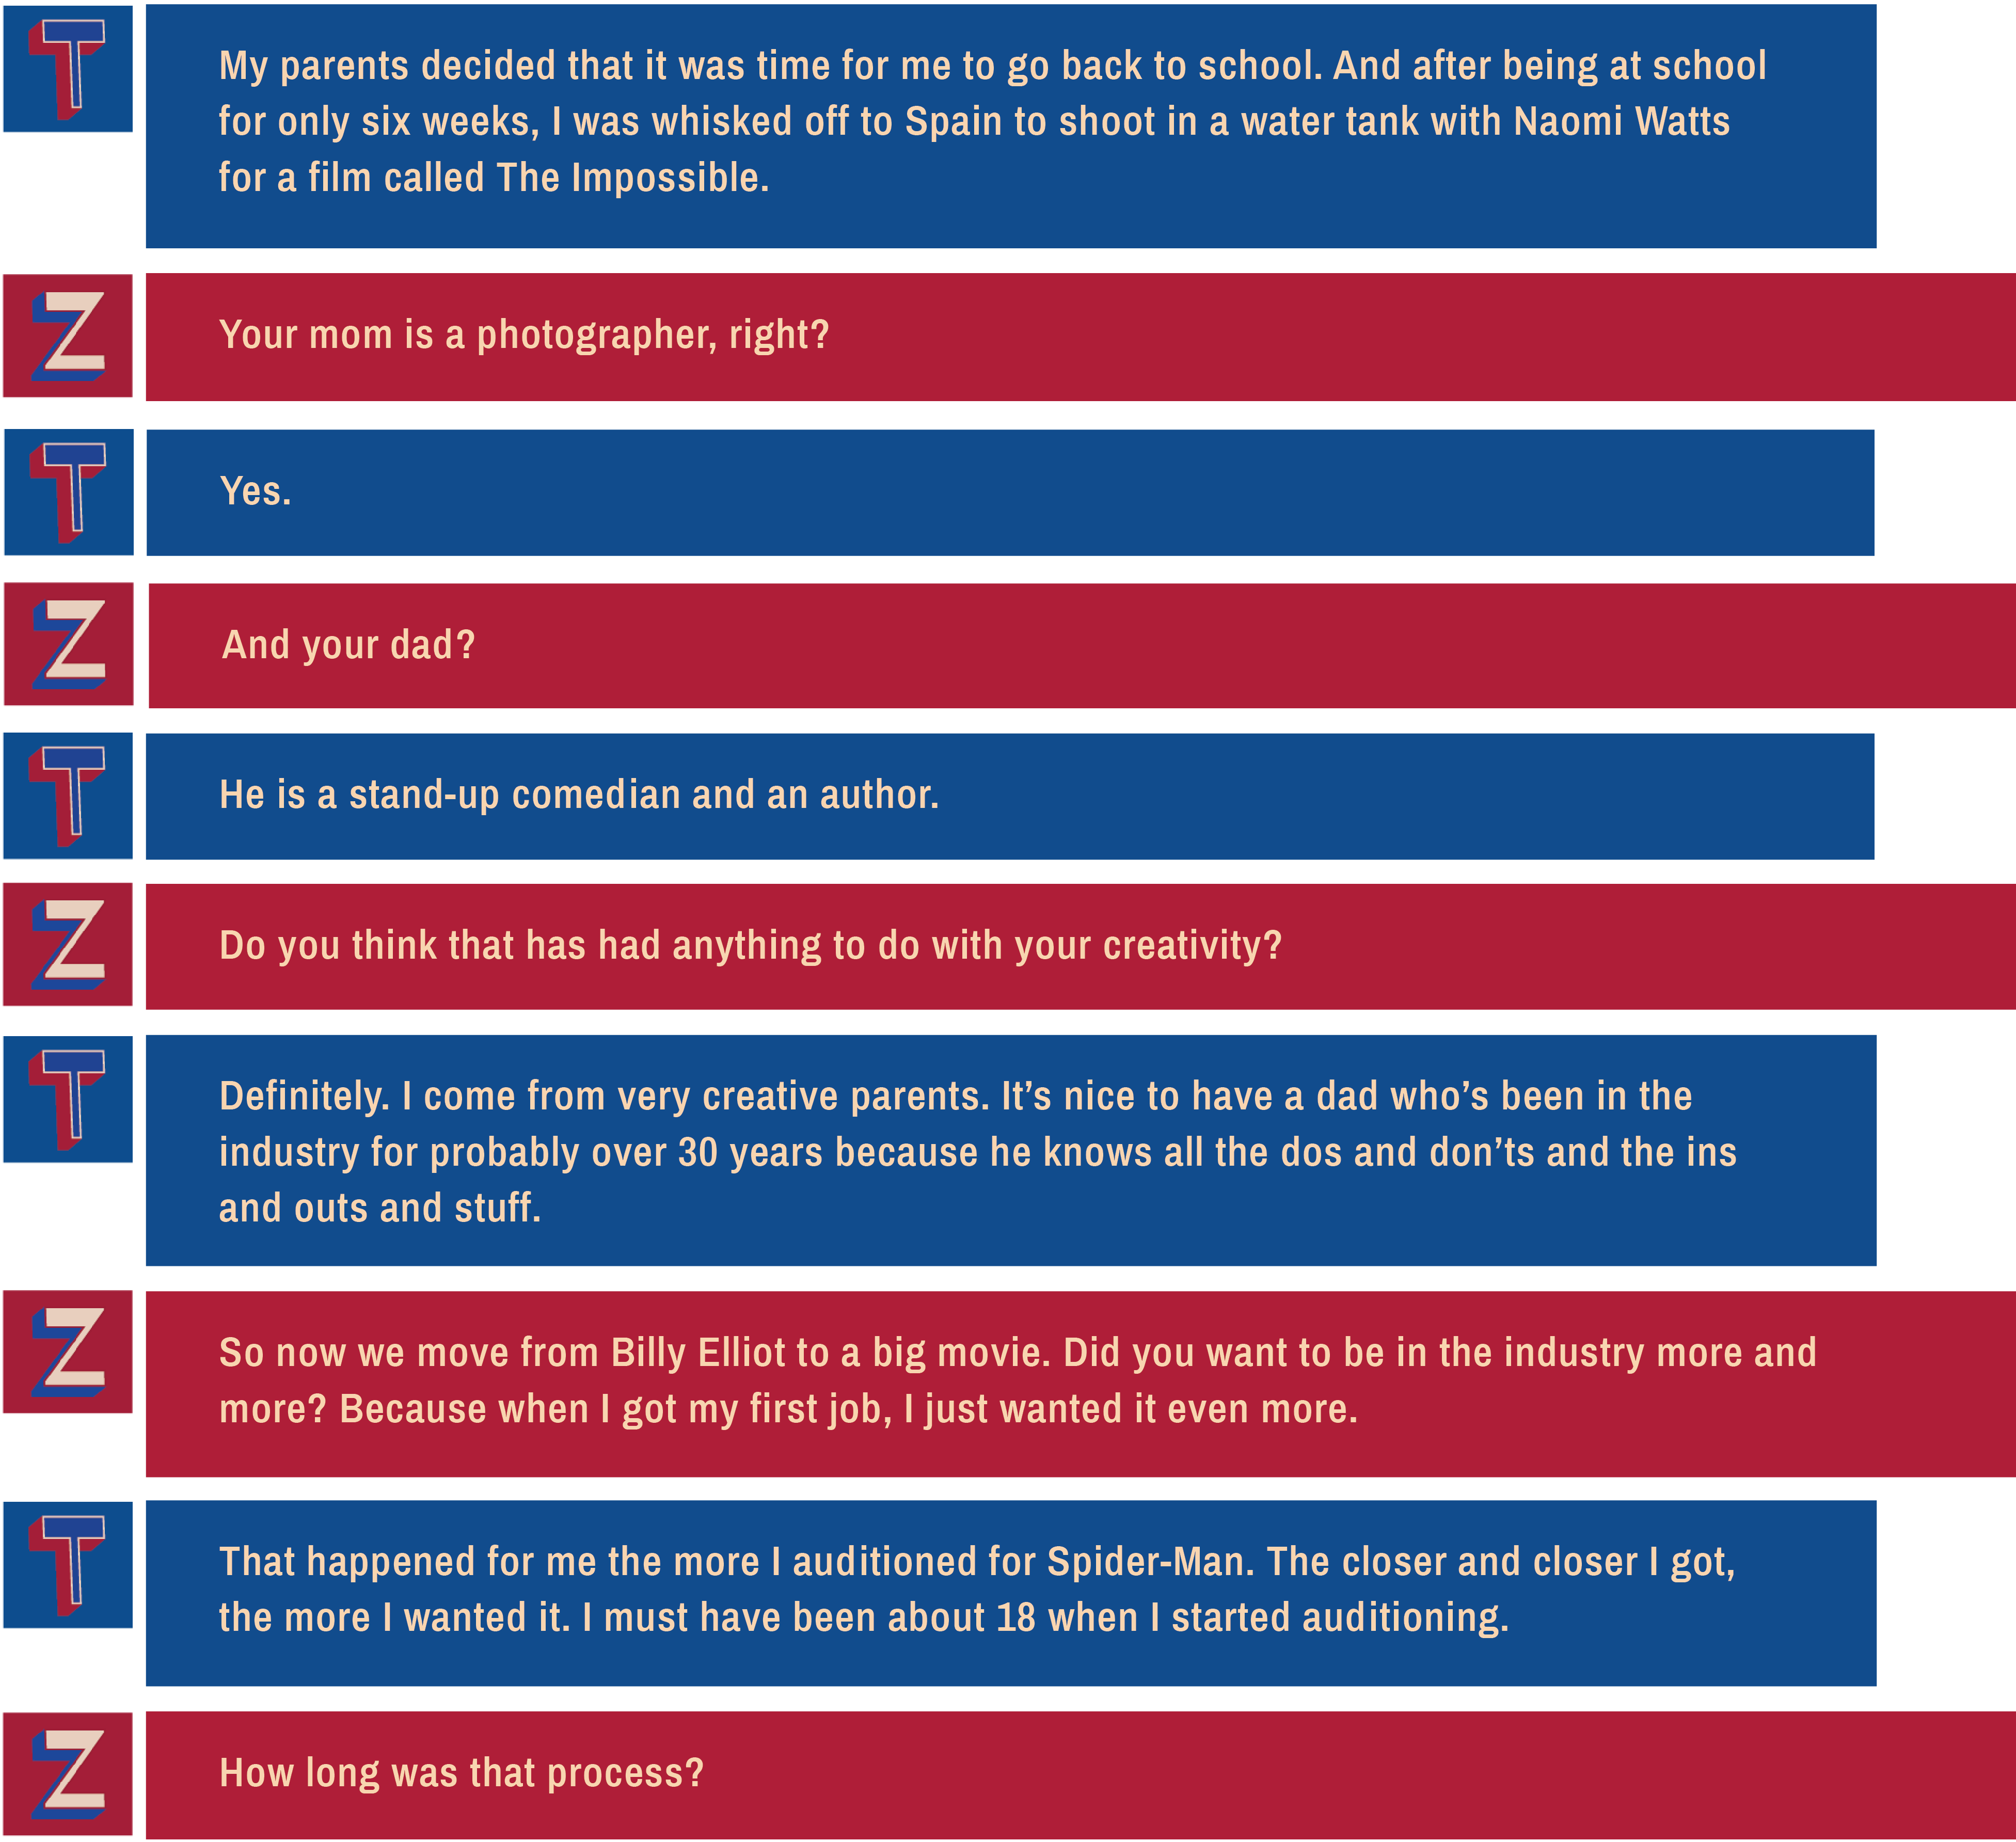 T
My parents decided that it was time for me to go back to school. And after being at school
for only six weeks, I was whisked off to Spain to shoot in a water tank with Naomi Watts
for a film called The Impossible.
Z
Your mom is a photographer, right?
T
Yes.
Z
And your dad?
T
He is a stand-up comedian and an author.
Z
Do you think that has had anything to do with your creativity?
T
Definitely. I come from very creative parents. It’s nice to have a dad who’s been in the
industry for probably over 30 years because he knows all the dos and don’ts and the ins
and outs and stuff.
Z
So now we move from Billy Elliot to a big movie. Did you want to be in the industry more and
more? Because when I got my first job, I just wanted it even more.
T
That happened for me the more I auditioned for Spider-Man. The closer and closer I got,
the more I wanted it. I must have been about 18 when I started auditioning.
Z
How long was that process?